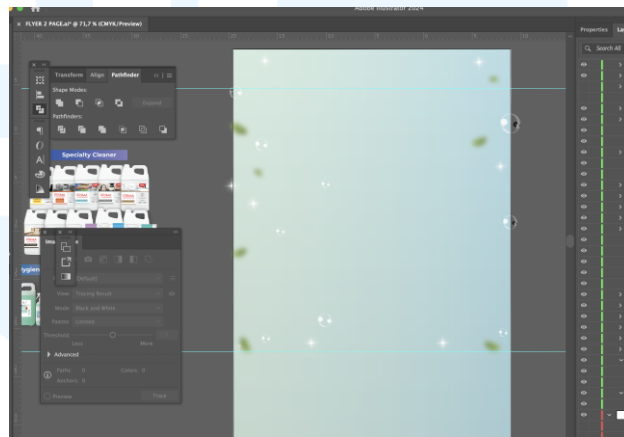 Adobe Illustrator 2024
FLYER 2 PAGE.ai* @ 71,7 % (CMYK/Preview)
Properties
Search All
Transform Align Pathfinder
Shape Modes:
Expand
Pathfinders:
Specialty Cleaner
View: Tracing Result
Mode: Black and White
Palette: Limited
Threshold:
Less More
Advanced
Paths: 0 Colors: 0
Anchors: 0
Preview
Trace